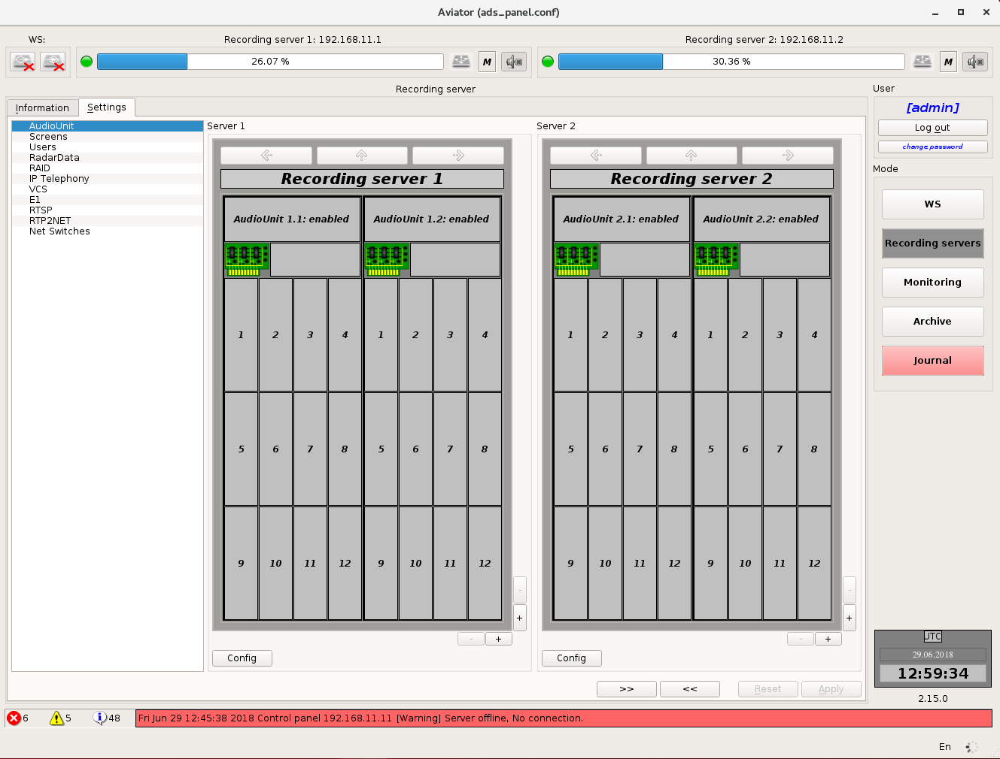 Aviator (ads_panel.conf)
WS:
Recording server 1: 192.168.11.1
Recording server 2: 192.168.11.2
26.07 %
M
30.36 %
M
Recording server
User
Information
Settings
[admin]
Log out
change password
Mode
WS
Recording servers
Monitoring
Archive
Journal
AudioUnit
Screens
Users
RadarData
RAID
IP Telephony
VCS
E1
RTSP
RTP2NET
Net Switches
Server 1
Recording server 1
AudioUnit 1.1: enabled
AudioUnit 1.2: enabled
1 2 3 4 1 2 3 4
5 6 7 8 5 6 7 8
9 10 11 12 9 10 11 12
-
+
- +
Config
Server 2
Recording server 2
AudioUnit 2.1: enabled
AudioUnit 2.2: enabled
1 2 3 4 1 2 3 4
5 6 7 8 5 6 7 8
9 10 11 12 9 10 11 12
-
+
- +
Config
>>
<<
Reset
Apply
UTC
29.06.2018
12:59:34
2.15.0
6
5
48
Fri Jun 29 12:45:38 2018 Control panel 192.168.11.11 [Warning] Server offline, No connection.
En